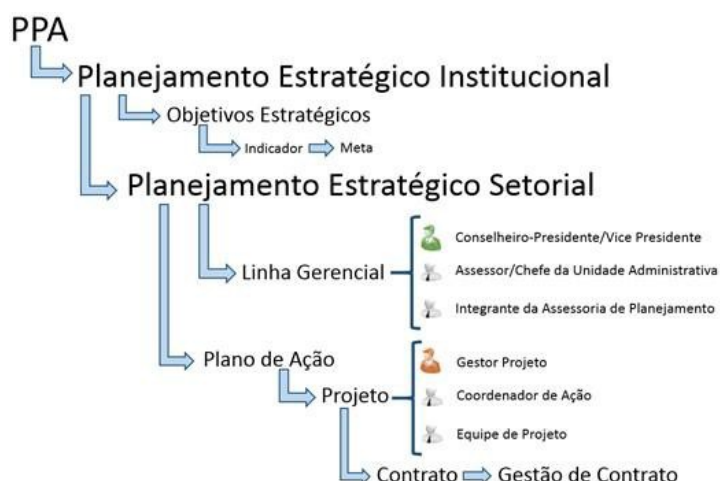 PPA
Planejamento Estratégico Institucional
Objetivos Estratégicos
Indicador Meta
Planejamento Estratégico Setorial
Conselheiro-Presidente/Vice Presidente
Linha Gerencial Assessor/Chefe da Unidade Administrativa
Integrante da Assessoria de Planejamento
Plano de Ação Gestor Projeto
Projeto Coordenador de Ação
Equipe de Projeto
Contrato Gestão de Contrato